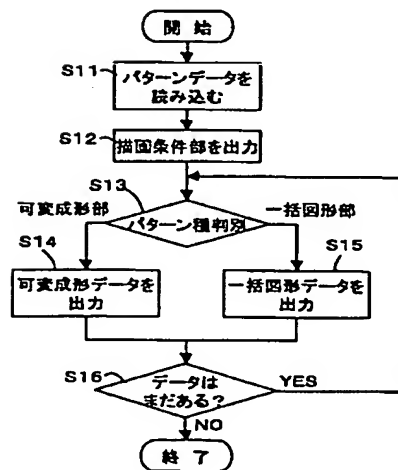 開始
S11
パターンデータを
読み込む
S12
描画条件部を出力
S13
可変成形部
パターン種判別
一括図形部
S14
S15
可変成形データを
出力
一括図形データを
出力
S16
データは
まだある?
YES
NO
終了